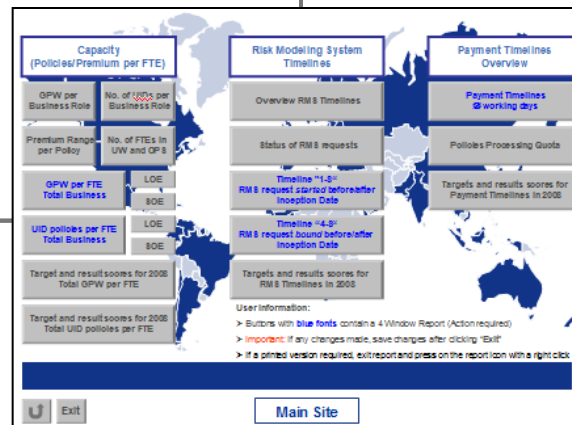 Capacity
(Policies/Premium per FTE)
GPW per
Business Role
No. of UIDs per
Business Role
Premium Range
per Policy
No. of FTEs in
UW and OPS
GPW per FTE
Total Business
LOE
SOE
UID policies per FTE
Total Business
LOE
SOE
Target and result scores for 2008
Total GPW per FTE
Target and result scores for 2008
Total UID policies per FTE
Risk Modeling System
Timelines
Overview RMS Timelines
Status of RMS requests
Timeline "1-8"
RMS request started before/after
Inception Date
Timeline "4-8"
RMS request bound before/after
Inception Date
Targets and results scores for
RMS Timelines in 2008
Payment Timelines
Overview
Payment Timelines
working days
Policies Processing Quota
Targets and results scores for
Payment Timelines in 2008
User Information:
➤ Buttons with blue fonts contain a 4 Window Report (Action required)
➤ Important: If any changes made, save changes after clicking "Exit"
➤ If a printed version required, exit report and press on the report icon with a right click
Exit
Main Site